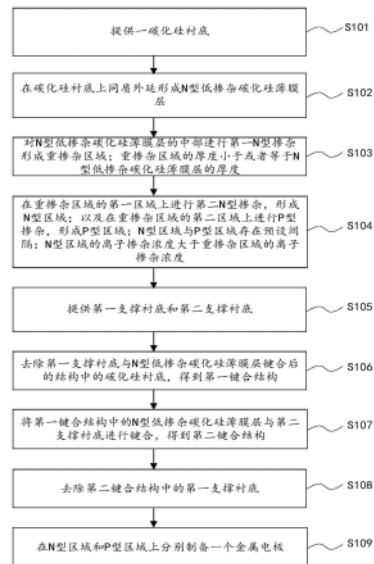 提供一碳化硅衬底
S101
在碳化硅衬底上同质外延形成N型低掺杂碳化硅薄膜
层
S102
对N型低掺杂碳化硅薄膜层的中部进行第一N型掺杂
形成重掺杂区域；重掺杂区域的厚度小于或者等于N
型低掺杂碳化硅薄膜层的厚度
S103
在重掺杂区域的第一区域上进行第二N型掺杂，形成
N型区域；以及在重掺杂区域的第二区域上进行P型
掺杂，形成P型区域；N型区域与P型区域存在预设间
隔；N型区域的离子掺杂浓度大于重掺杂区域的离子
掺杂浓度
S104
提供第一支撑衬底和第二支撑衬底
S105
去除第一支撑衬底与N型低掺杂碳化硅薄膜层键合后
的结构中的碳化硅衬底，得到第一键合结构
S106
将第一键合结构中的N型低掺杂碳化硅薄膜层与第二
支撑衬底进行键合，得到第二键合结构
S107
去除第二键合结构中的第一支撑衬底
S108
在N型区域和P型区域上分别制备一个金属电极
S109